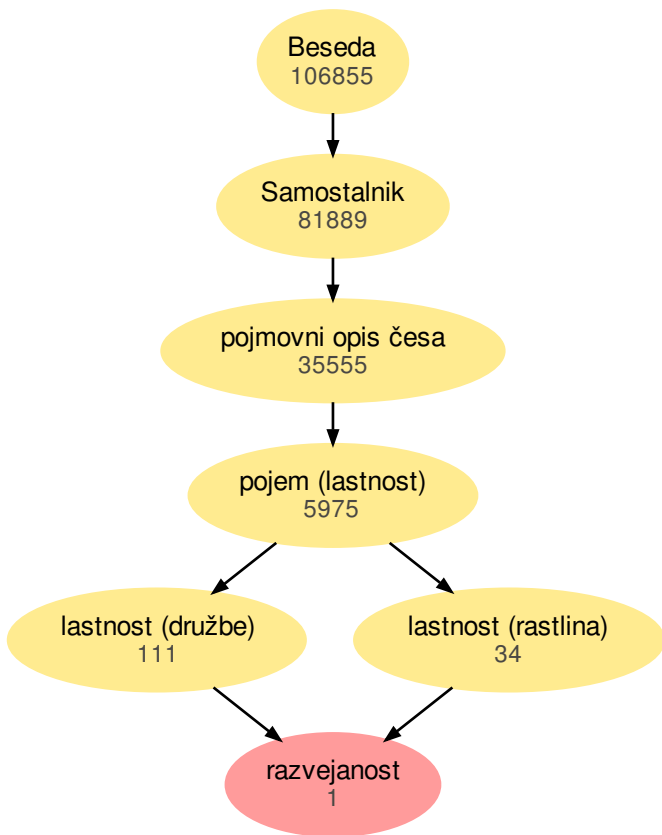 Beseda
106855
Samostalnik
81889
pojmovni opis česa
35555
pojem (lastnost)
5975
lastnost (družbe)
111
lastnost (rastlina)
34
razvejanost
1